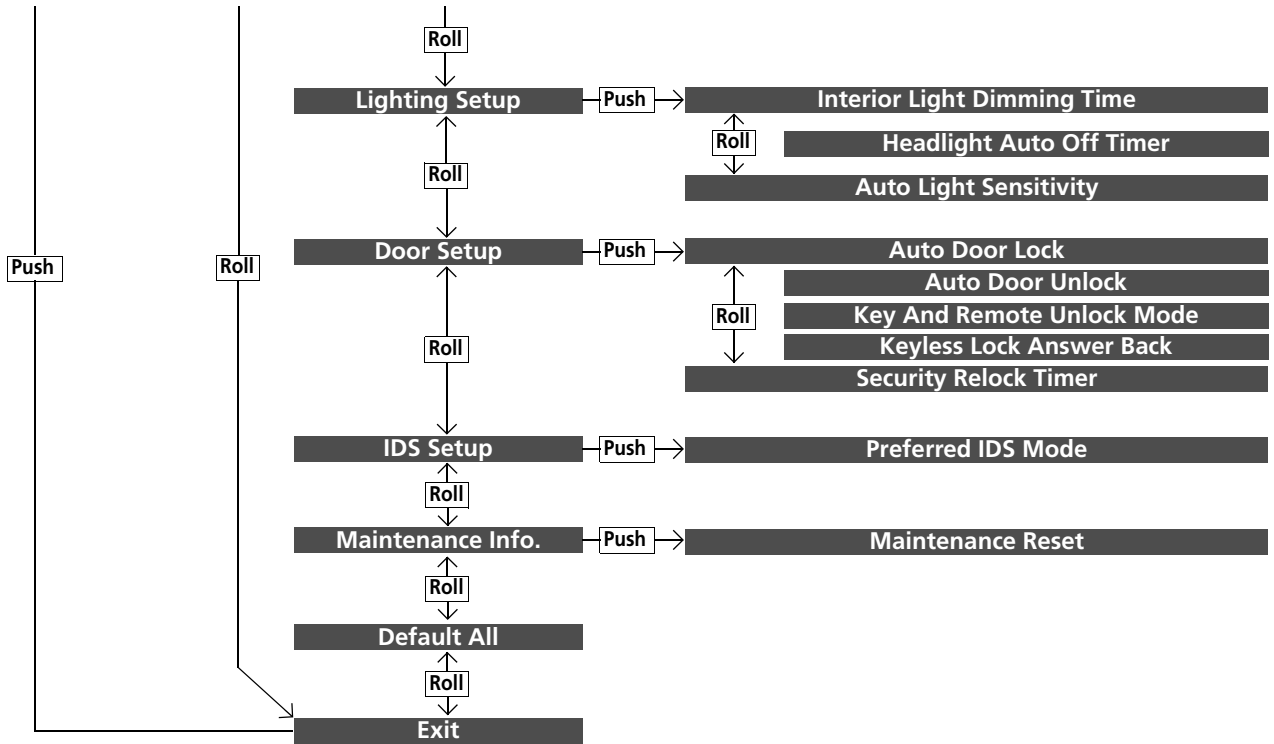 Roll
Lighting Setup
Push
Interior Light Dimming Time
Roll
Headlight Auto Off Timer
Auto Light Sensitivity
Roll
Door Setup
Push
Auto Door Lock
Push
Roll
Auto Door Unlock
Roll
Key And Remote Unlock Mode
Keyless Lock Answer Back
Security Relock Timer
Roll
IDS Setup
Push
Preferred IDS Mode
Roll
Maintenance Info.
Push
Maintenance Reset
Roll
Default All
Roll
Exit